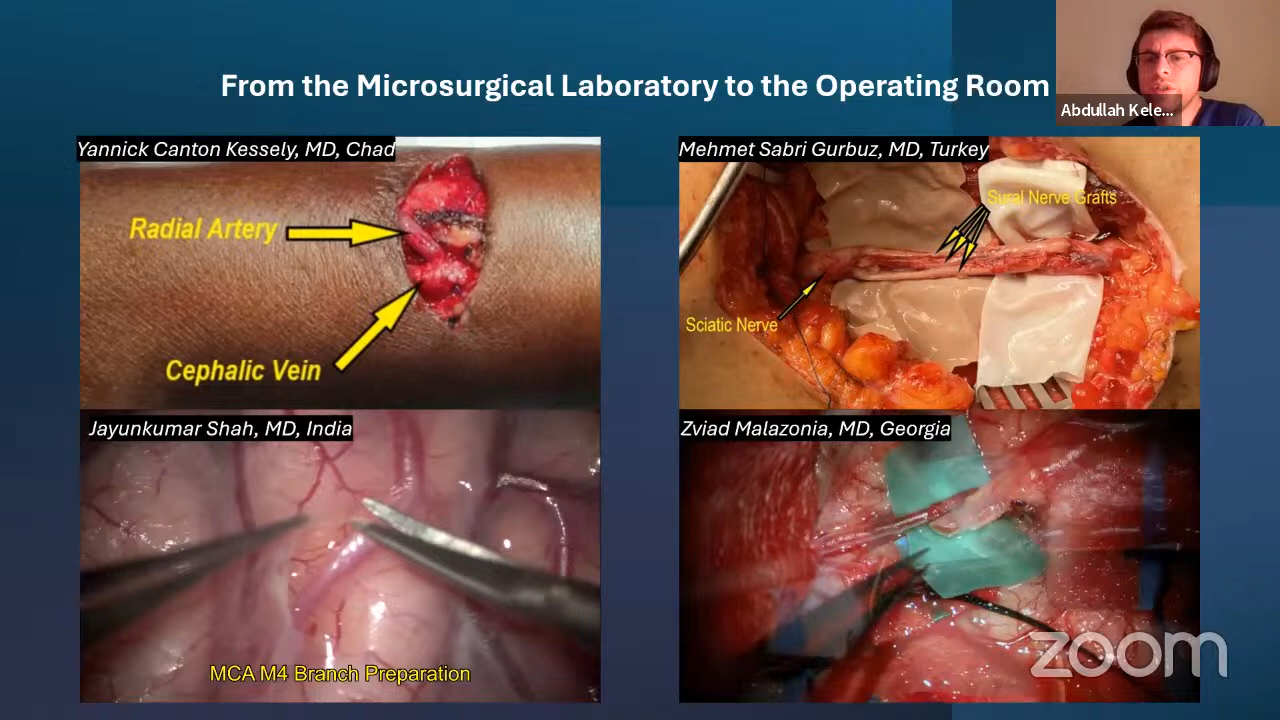 From the Microsurgical Laboratory to the Operating Room
Abdullah Kele...
Yannick Canton Kessely, MD, Chad
Radial Artery
Cephalic Vein
Mehmet Sabri Gurbuz, MD, Turkey
Sural Nerve Grafts
Sciatic Nerve
Jayunkumar Shah, MD, India
MCA M4 Branch Preparation
Zviad Malazonia, MD, Georgia
zoom